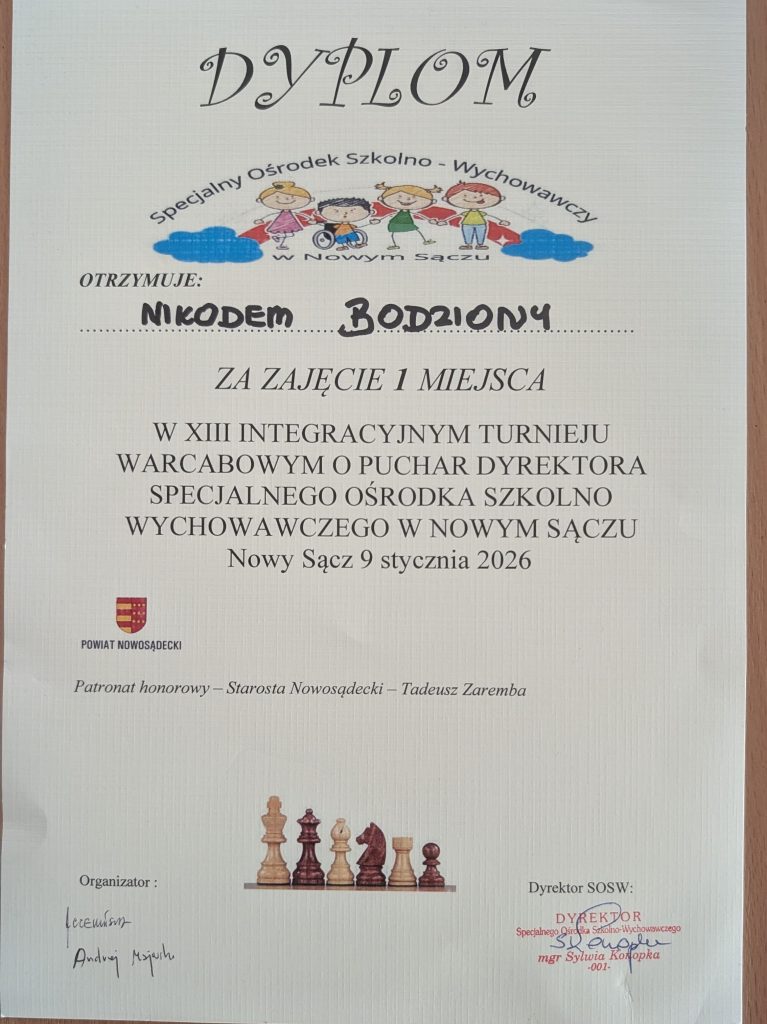 DYPLOM
Specjalny Ośrodek Szkolno - Wychowawczy
w Nowym Sączu
OTRZYMUJE:
NIKODEM BODZIONY
ZA ZAJĘCIE 1 MIEJSCA
W XIII INTEGRACYJNYM TURNIEJU
WARCABOWYM O PUCHAR DYREKTORA
SPECJALNEGO OŚRODKA SZKOLNO
WYCHOWAWCZEGO W NOWYM SĄCZU
Nowy Sącz 9 stycznia 2026
POWIAT NOWOSĄDECKI
Patronat honorowy – Starosta Nowosądecki – Tadeusz Zaremba
Organizator :
Andrzej
Dyrektor SOSW:
DYREKTOR
Specjalnego Ośrodka Szkolno-Wychowawczego
mgr Sylwia Konopka
-001-